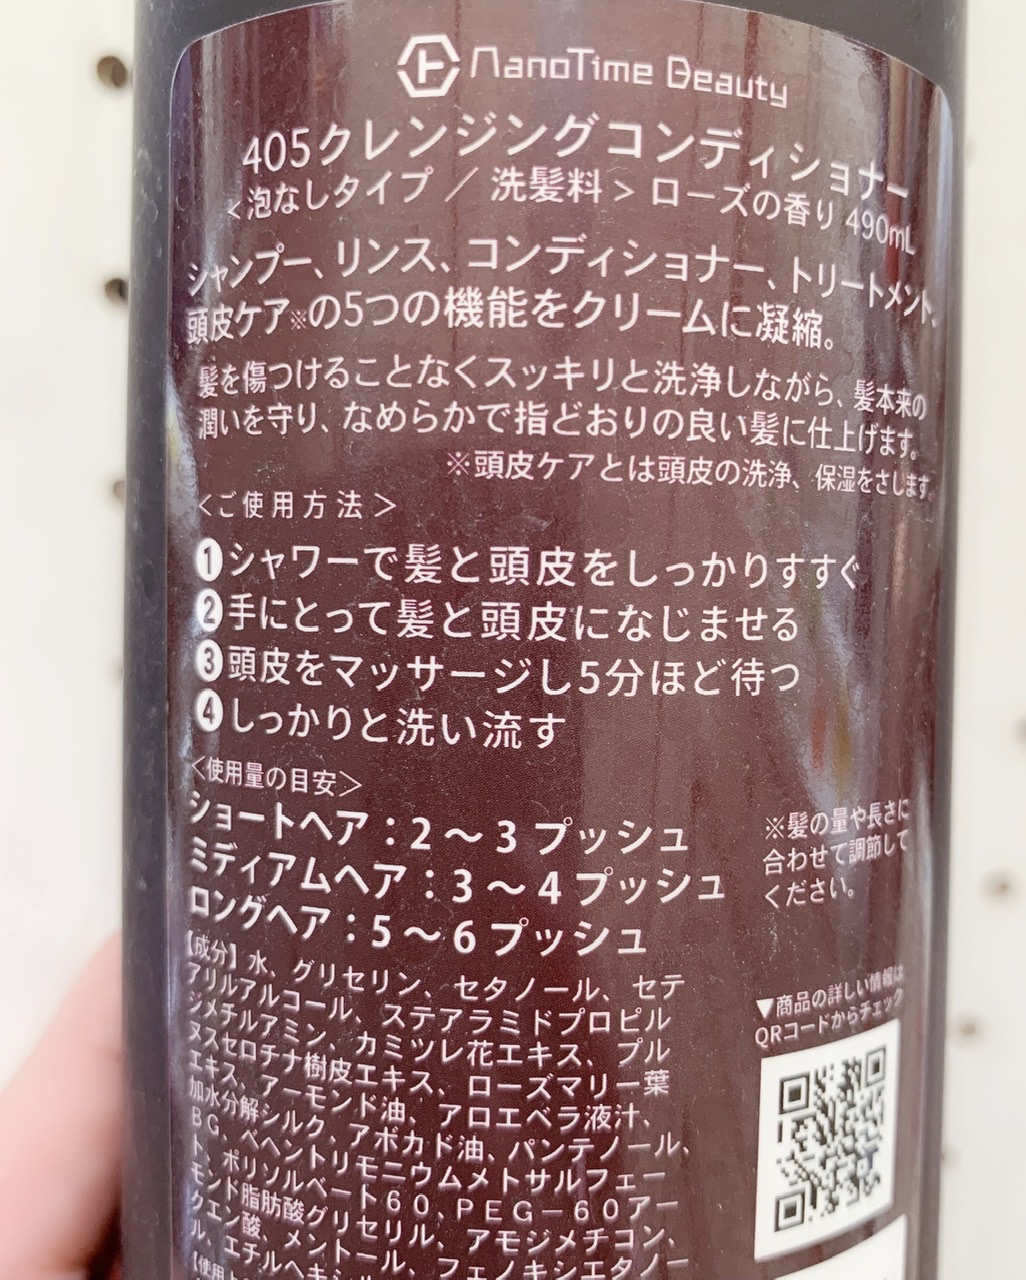 NanoTime Beauty
405クレンジングコンディショナー
<泡なしタイプ / 洗髪料> ローズの香り 490mL
シャンプー、リンス、コンディショナー、トリートメント、
頭皮ケア※の5つの機能をクリームに凝縮。
髪を傷つけることなくスッキリと洗浄しながら、髪本来の
潤いを守り、なめらかで指どおりの良い髪に仕上げます。
※頭皮ケアとは頭皮の洗浄、保湿をさします。
<ご使用方法>
❶シャワーで髪と頭皮をしっかりすすぐ
❷手にとって髪と頭皮になじませる
❸頭皮をマッサージし5分ほど待つ
❹しっかりと洗い流す
<使用量の目安>
ショートヘア:2〜3プッシュ
ミディアムヘア:3〜4プッシュ
ロングヘア:5〜6プッシュ
※髪の量や長さに
合わせて調節して
ください。
【成分】水、グリセリン、セタノール、セテ
アリルアルコール、ステアラミドプロピル
ジメチルアミン、カミツレ花エキス、プル
ヌスセロチナ樹皮エキス、ローズマリー葉
エキス、アーモンド油、アロエベラ液汁、
加水分解シルク、アボカド油、パンテノール、
BG、ベヘントリモニウムメトサルフェー
ト、ポリソルベート60、PEG-60アー
モンド脂肪酸グリセリル、アモジメチコン、
クエン酸、メントール、フェノキシエタノー
ル、エチルヘキシル
▼商品の詳しい情報は
QRコードからチェック